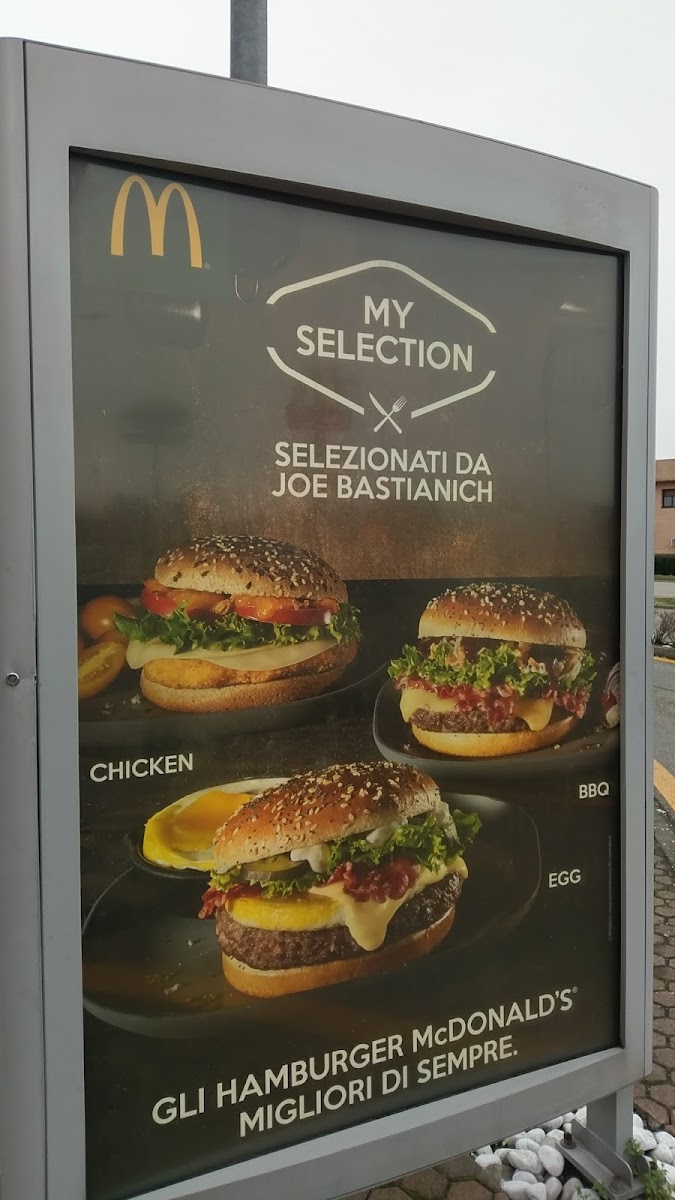 MY
SELECTION
SELEZIONATI DA
JOE BASTIANICH
CHICKEN
BBQ
EGG
GLI HAMBURGER McDONALD'S®
MIGLIORI DI SEMPRE.